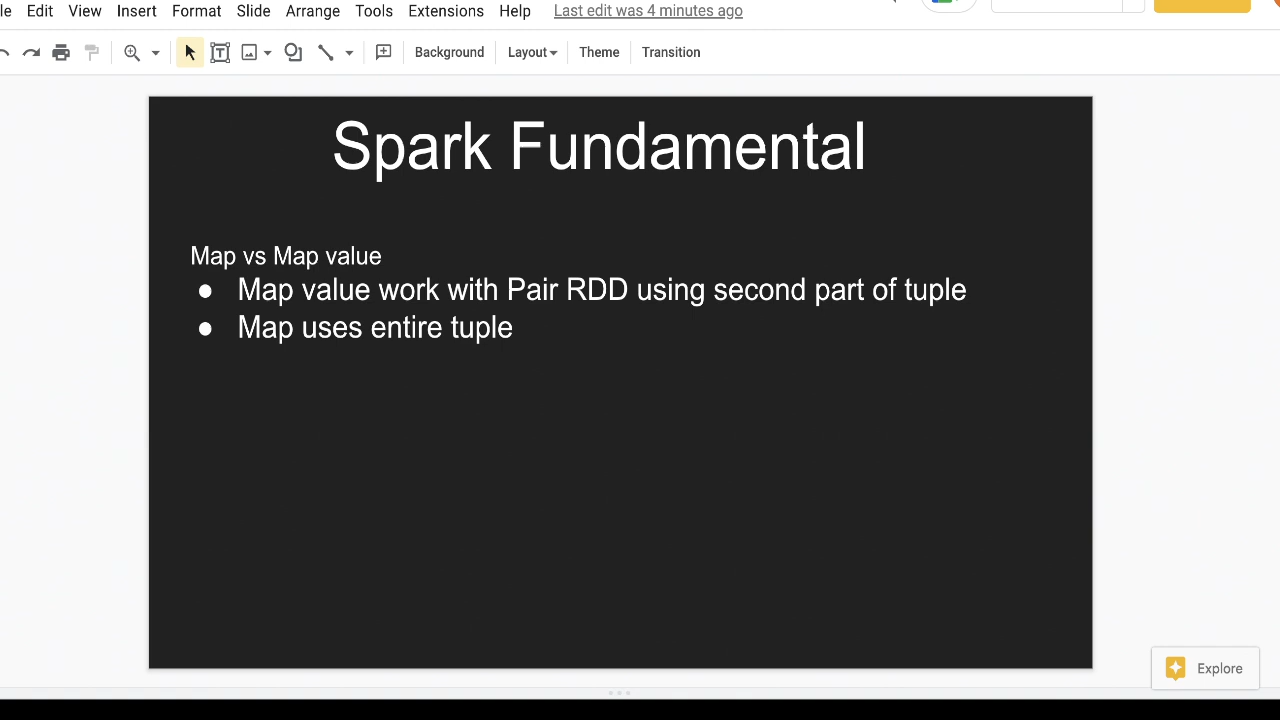 le Edit View Insert Format Slide Arrange Tools Extensions Help Last edit was 4 minutes ago
Background Layout Theme Transition
Spark Fundamental
Map vs Map value
● Map value work with Pair RDD using second part of tuple
● Map uses entire tuple
Explore